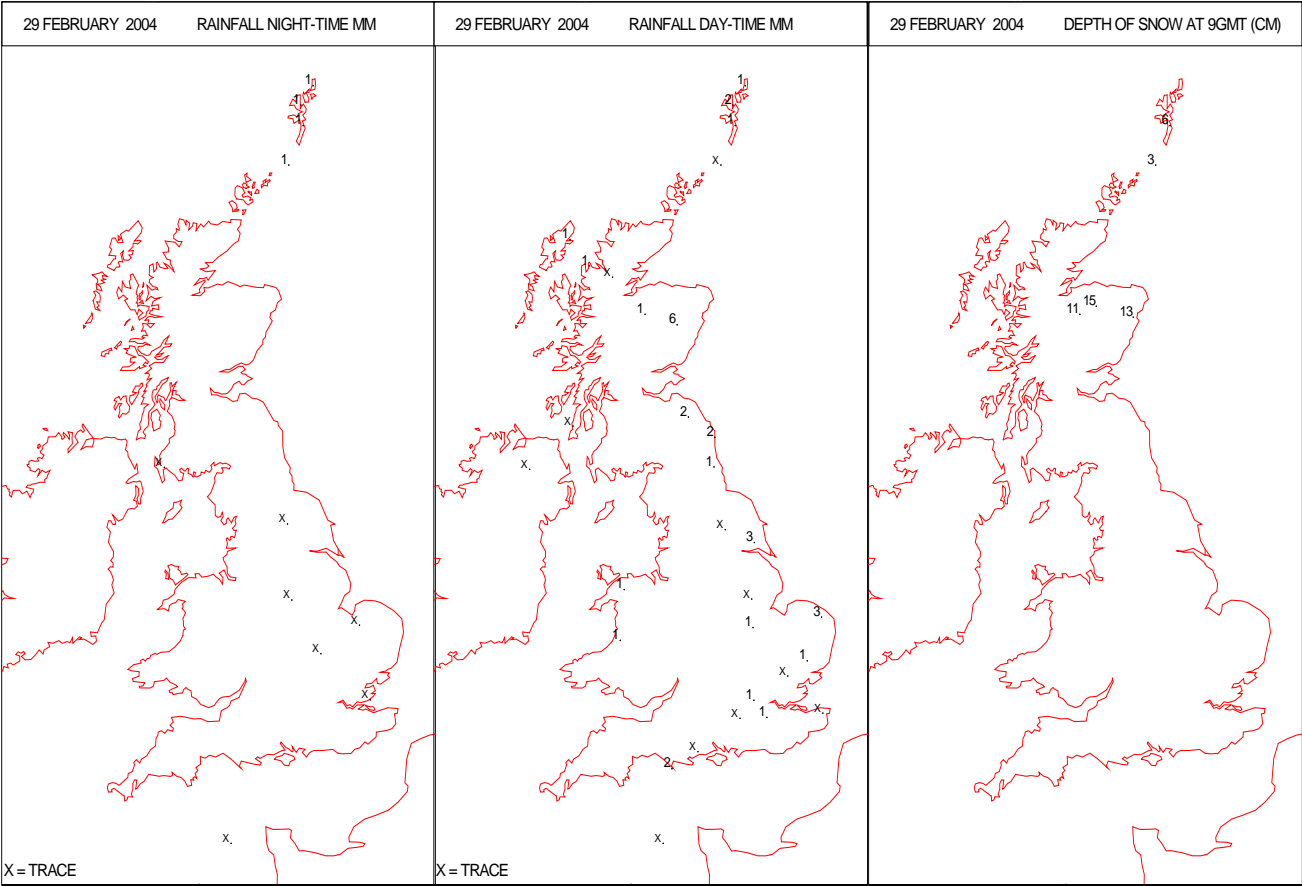 29 FEBRUARY 2004 RAINFALL NIGHT-TIME MM
1.
1
1
1.
X
X.
X.
X.
X.
X
X.
X = TRACE
29 FEBRUARY 2004 RAINFALL DAY-TIME MM
1.
2
1
X.
1
1
X.
1.
6.
2.
X
2
X.
1.
X.
3.
1.
X.
3.
1.
1.
1.
X.
1.
X.
1.
X.
X.
2.
X.
X = TRACE
29 FEBRUARY 2004 DEPTH OF SNOW AT 9GMT (CM)
6.
3.
15.
11.
13.